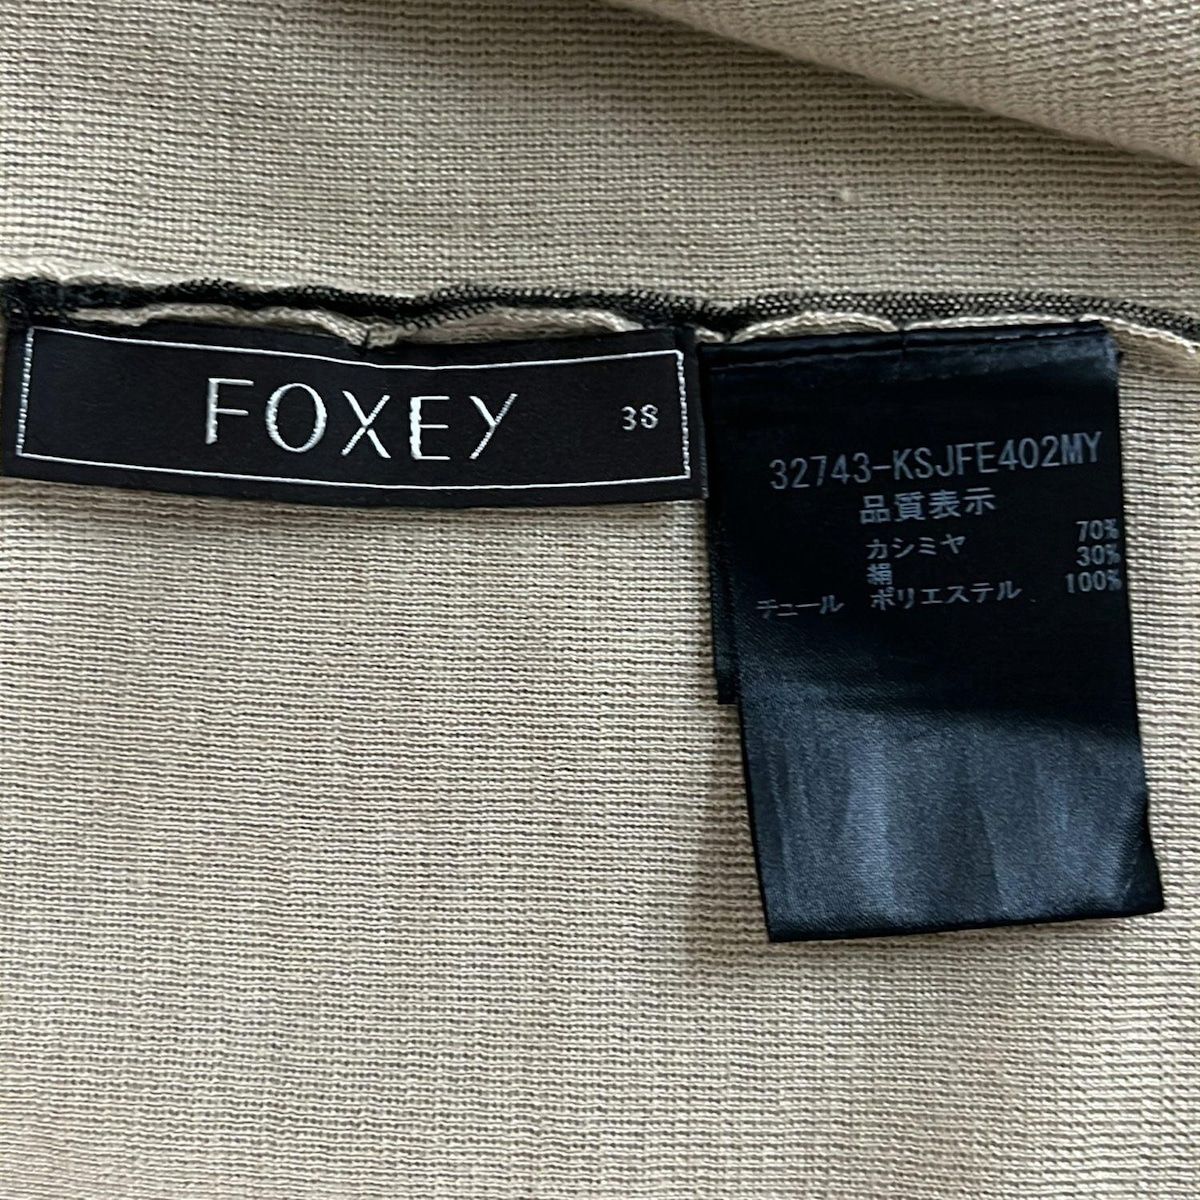 FOXEY 38
32743-KSJFE402MY
品質表示
カシミヤ 70%
絹 30%
チュール ポリエステル 100%